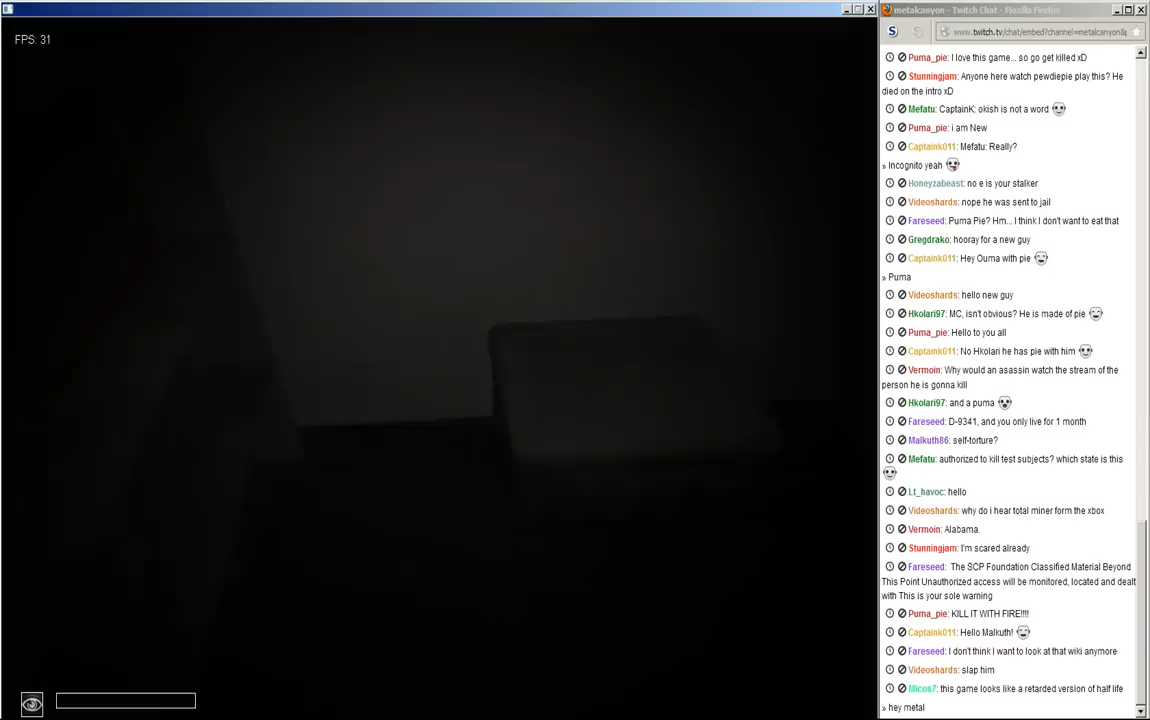 metalcanyon - Twitch Chat - Mozilla Firefox
FPS: 31
www.twitch.tv/chat/embed?channel=metalcanyon&
Puma_pie: I love this game... so go get killed xD
Stunningjam: Anyone here watch pewdiepie play this? He
died on the intro xD
Mefatu: CaptainK: okish is not a word
Puma_pie: i am New
Captaink011: Mefatu: Really?
» Incognito yeah
Honeyzabeast: no e is your stalker
Videoshards: nope he was sent to jail
Fareseed: Puma Pie? Hm... I think I don't want to eat that
Gregdrako: hooray for a new guy
Captaink011: Hey Ouma with pie
» Puma
Videoshards: hello new guy
Hkolari97: MC, isn't obvious? He is made of pie
Puma_pie: Hello to you all
Captaink011: No Hkolari he has pie with him
Vermoin: Why would an asassin watch the stream of the
person he is gonna kill
Hkolari97: and a puma
Fareseed: D-9341, and you only live for 1 month
Malkuth86: self-torture?
Mefatu: authorized to kill test subjects? which state is this
Lt_havoc: hello
Videoshards: why do i hear total miner form the xbox
Vermoin: Alabama.
Stunningjam: I'm scared already
Fareseed: The SCP Foundation Classified Material Beyond
This Point Unauthorized access will be monitored, located and dealt
with This is your sole warning
Puma_pie: KILL IT WITH FIRE!!!!
Captaink011: Hello Malkuth!
Fareseed: I don't think I want to look at that wiki anymore
Videoshards: slap him
Micos7: this game looks like a retarded version of half life
» hey metal